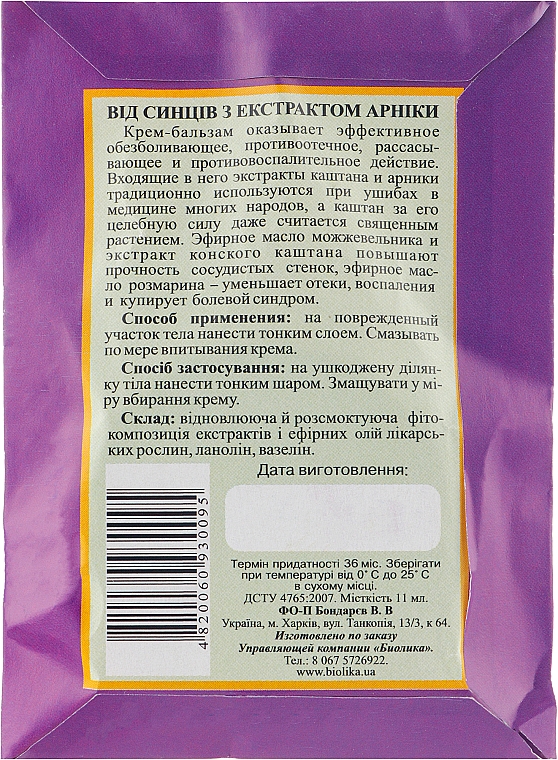 ВІД СИНЦІВ З ЕКСТРАКТОМ АРНІКИ
Крем-бальзам оказывает эффективное
обезболивающее, противоотечное, рассасы-
вающее и противовоспалительное действие.
Входящие в него экстракты каштана и арники
традиционно используются при ушибах в
медицине многих народов, а каштан за его
целебную силу даже считается священным
растением. Эфирное масло можжевельника и
экстракт конского каштана повышают
прочность сосудистых стенок, эфирное мас-
ло розмарина – уменьшает отеки, воспаления
и купирует болевой синдром.
Способ применения: на поврежденный
участок тела нанести тонким слоем. Смазывать
по мере впитывания крема.
Спосіб застосування: на ушкоджену ділян-
ку тіла нанести тонким шаром. Змащувати у мі-
ру вбирання крему.
Склад: відновлююча й розсмоктуюча фіто-
композиція екстрактів і ефірних олій лікарсь-
ких рослин, ланолін, вазелін.
Дата виготовлення:
Термін придатності 36 міс. Зберігати
при температурі від 0° С до 25° С
в сухому місці.
ДСТУ 4765:2007. Місткість 11 мл.
ФО-П Бондарєв В. В
Україна, м. Харків, вул. Танкопія, 13/3, к 64.
Изготовлено по заказу
Управляющей компании «Биолика».
Тел.: 8 067 5726922.
www.biolika.ua
4 820060 930095